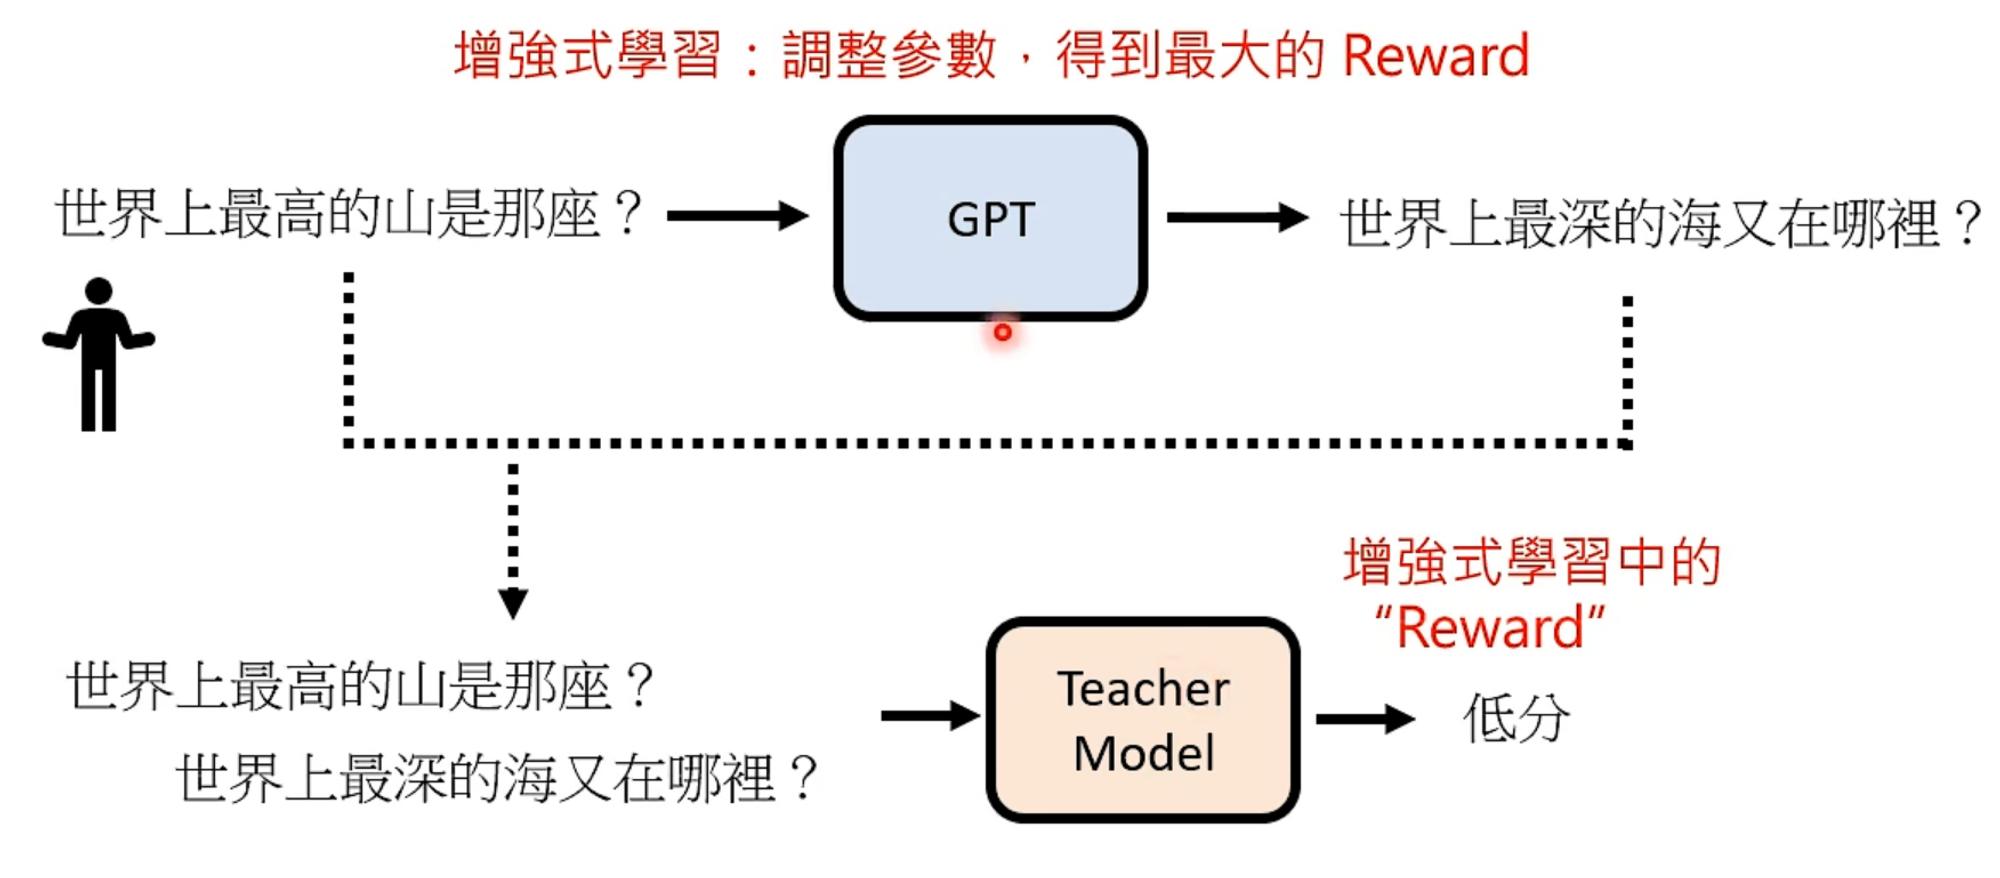 增強式學習：調整參數，得到最大的 Reward
世界上最高的山是那座？
GPT
世界上最深的海又在哪裡？
增強式學習中的
“Reward”
世界上最高的山是那座？
世界上最深的海又在哪裡？
Teacher
Model
低分